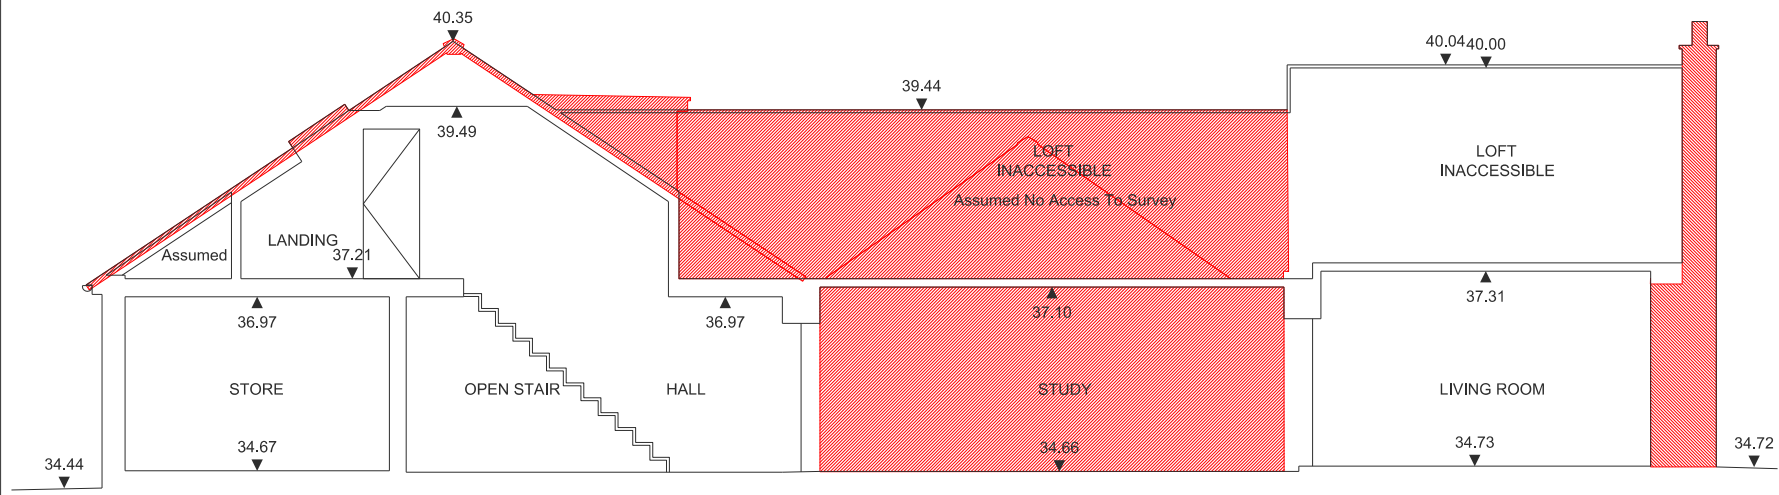 40.35
40.04
40.00
39.44
39.49
LOFT
INACCESSIBLE
Assumed No Access To Survey
LOFT
INACCESSIBLE
LANDING
Assumed
37.21
36.97
36.97
37.10
37.31
STORE
OPEN STAIR
HALL
STUDY
LIVING ROOM
34.44
34.67
34.66
34.73
34.72